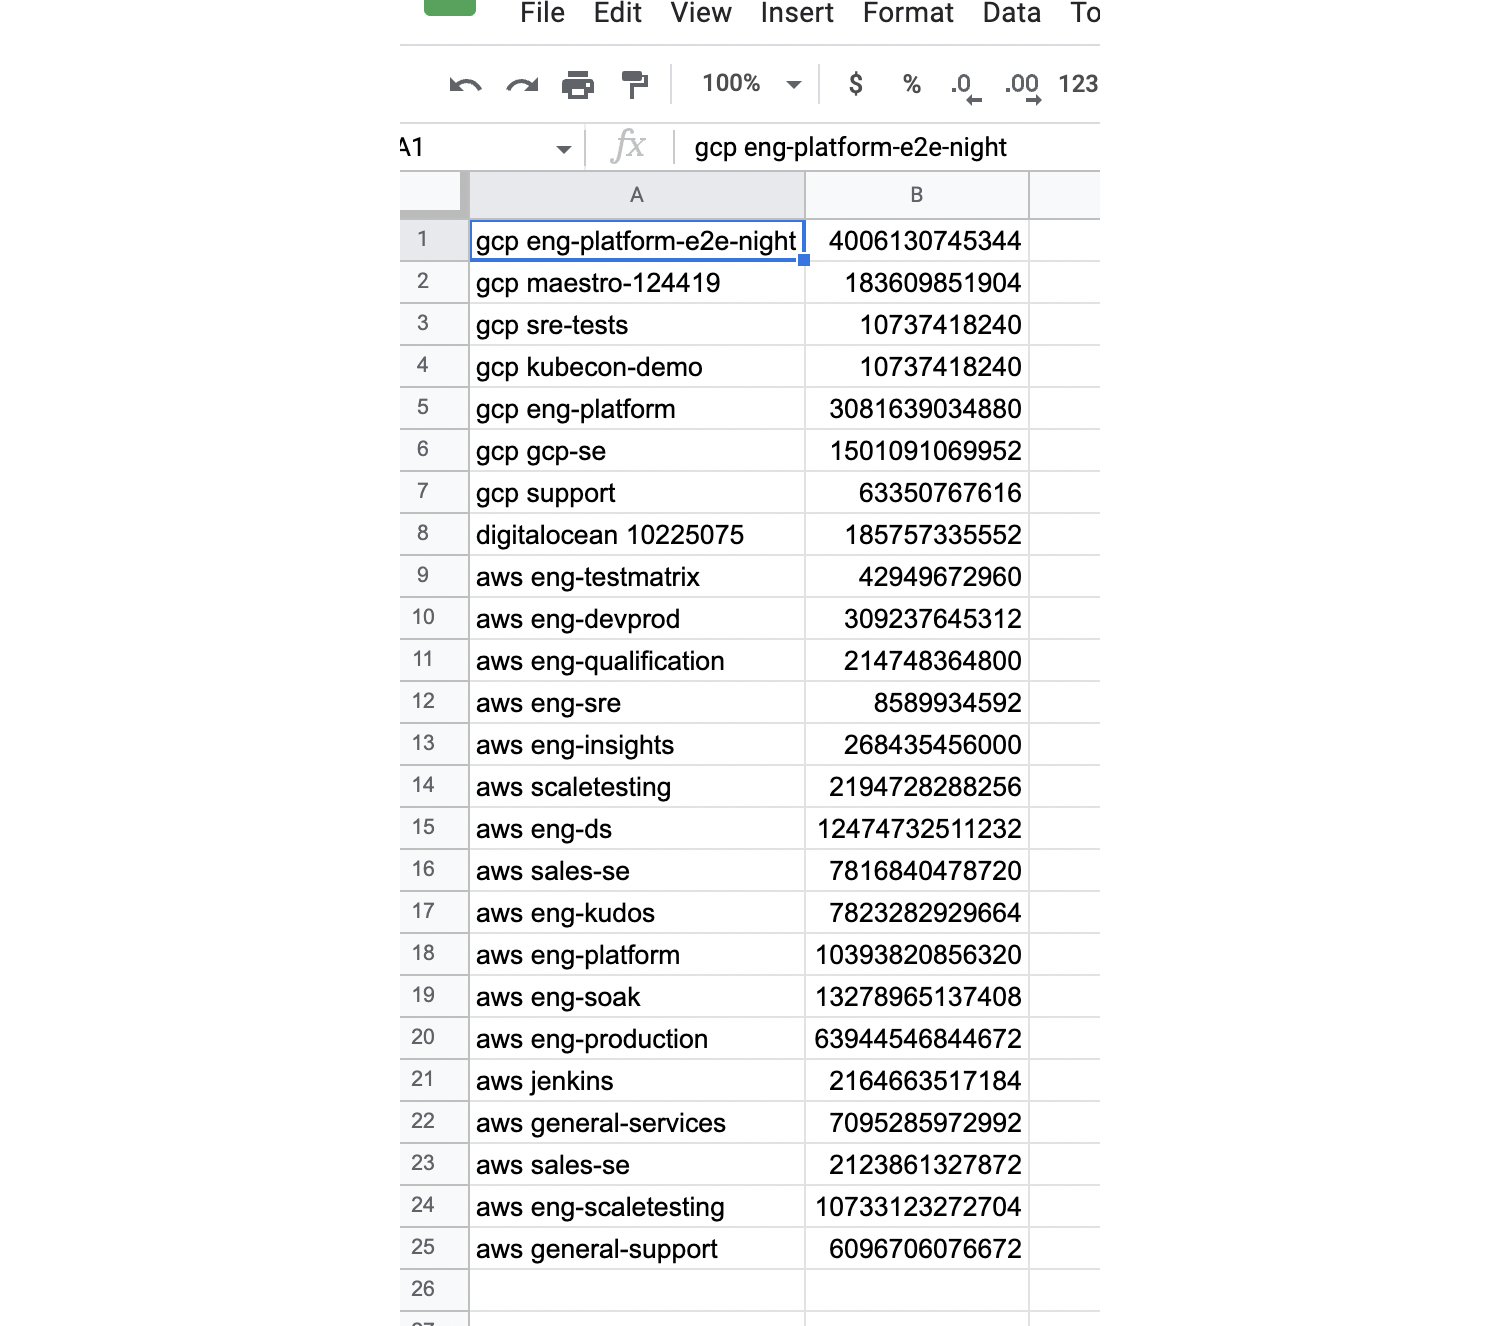 File Edit View Insert Format Data To
100% $ % .0 .00 123
A1 fx gcp eng-platform-e2e-night
A B
1 gcp eng-platform-e2e-night 4006130745344
2 gcp maestro-124419 183609851904
3 gcp sre-tests 10737418240
4 gcp kubecon-demo 10737418240
5 gcp eng-platform 3081639034880
6 gcp gcp-se 1501091069952
7 gcp support 63350767616
8 digitalocean 10225075 185757335552
9 aws eng-testmatrix 42949672960
10 aws eng-devprod 309237645312
11 aws eng-qualification 214748364800
12 aws eng-sre 8589934592
13 aws eng-insights 268435456000
14 aws scaletesting 2194728288256
15 aws eng-ds 12474732511232
16 aws sales-se 7816840478720
17 aws eng-kudos 7823282929664
18 aws eng-platform 10393820856320
19 aws eng-soak 13278965137408
20 aws eng-production 63944546844672
21 aws jenkins 2164663517184
22 aws general-services 7095285972992
23 aws sales-se 2123861327872
24 aws eng-scaletesting 10733123272704
25 aws general-support 6096706076672
26